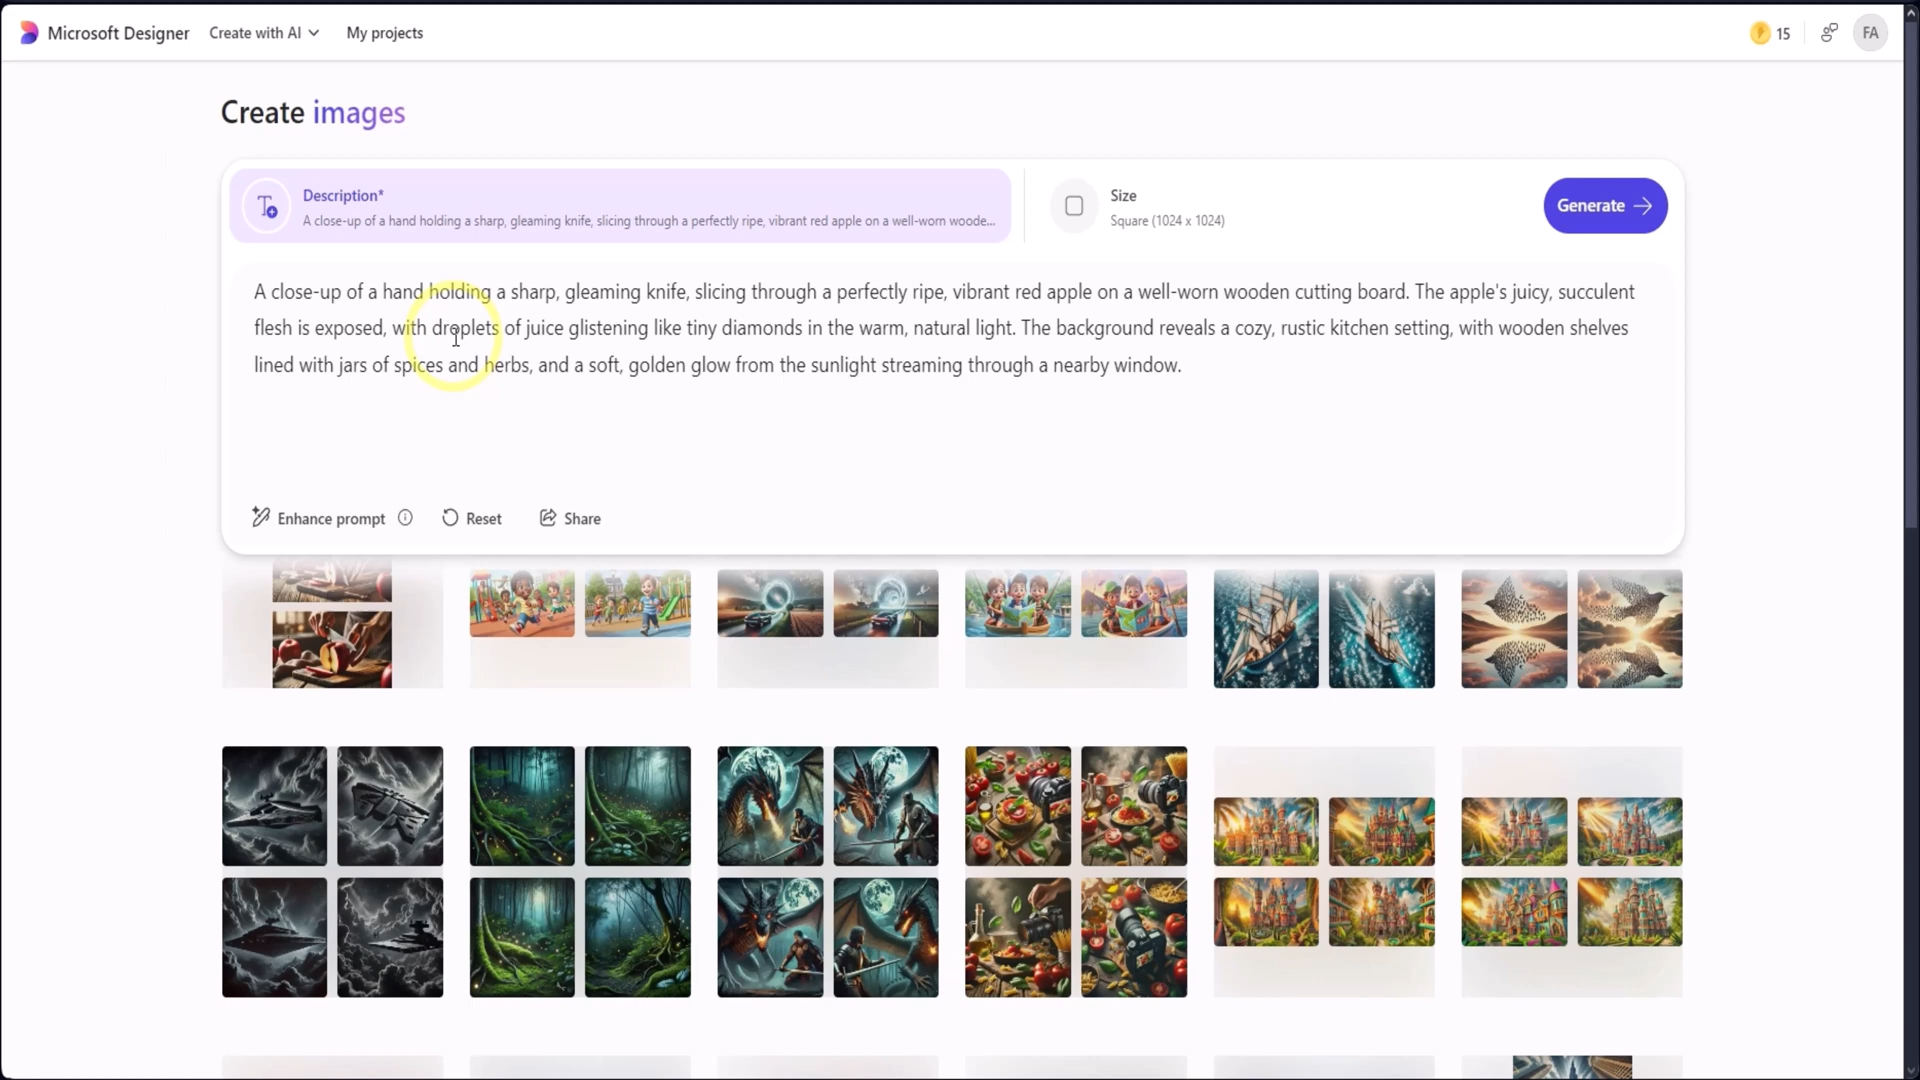 Microsoft Designer
Create with AI
My projects
15
FA
Create images
Description*
A close-up of a hand holding a sharp, gleaming knife, slicing through a perfectly ripe, vibrant red apple on a well-worn woode...
Size
Square (1024 x 1024)
Generate
A close-up of a hand holding a sharp, gleaming knife, slicing through a perfectly ripe, vibrant red apple on a well-worn wooden cutting board. The apple's juicy, succulent
flesh is exposed, with droplets of juice glistening like tiny diamonds in the warm, natural light. The background reveals a cozy, rustic kitchen setting, with wooden shelves
lined with jars of spices and herbs, and a soft, golden glow from the sunlight streaming through a nearby window.
Enhance prompt
Reset
Share